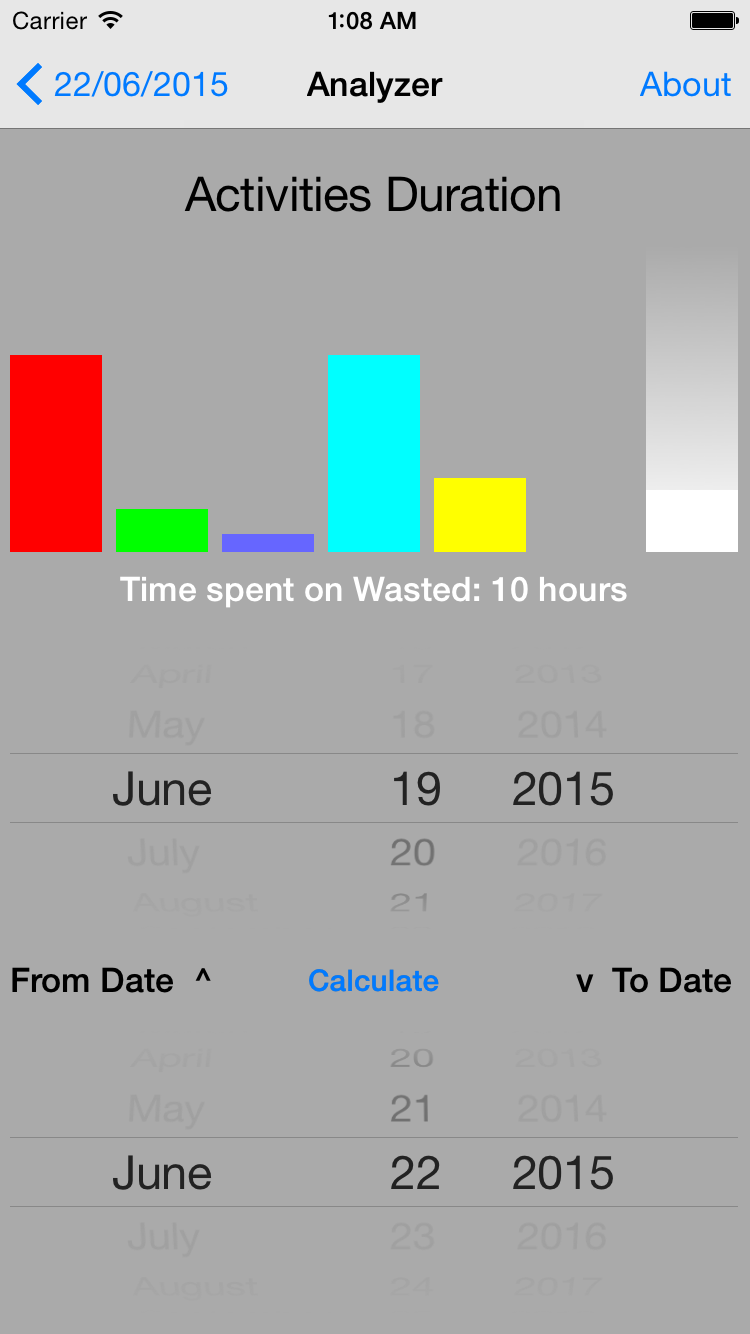 Carrier 1:08 AM
22/06/2015 Analyzer About
Activities Duration
Time spent on Wasted: 10 hours
April 17 2013
May 18 2014
June 19 2015
July 20 2016
August 21 2017
From Date ^ Calculate v To Date
April 20 2013
May 21 2014
June 22 2015
July 23 2016
August 24 2017